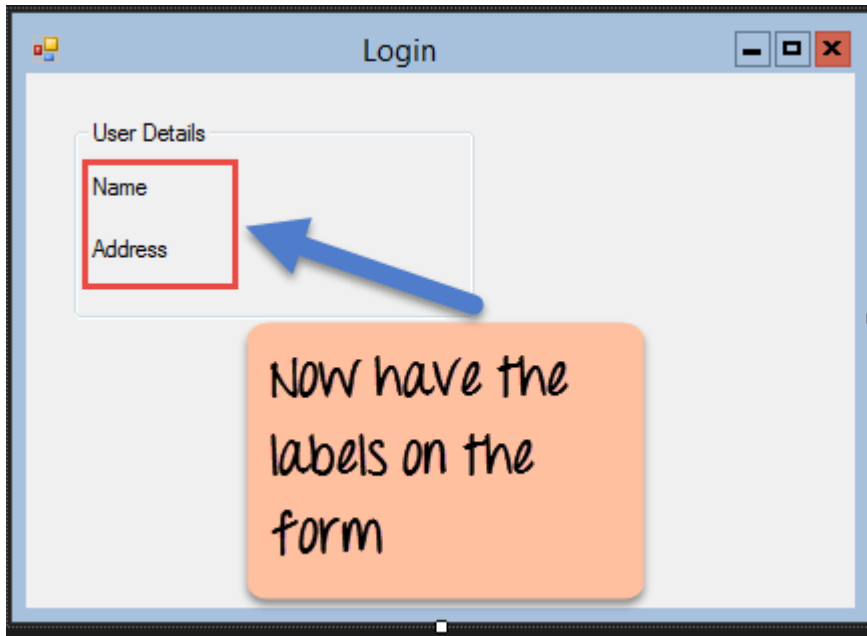 Login
User Details
Name
Address
Now have the
labels on the
form